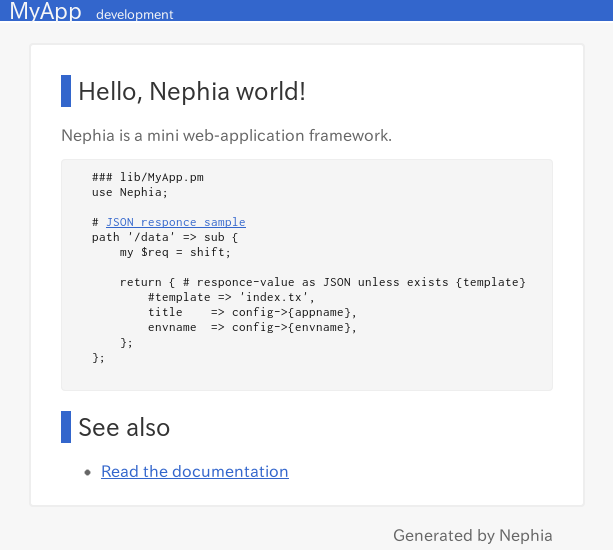 MyApp development
Hello, Nephia world!
Nephia is a mini web-application framework.
### lib/MyApp.pm
use Nephia;
# JSON responce sample
path '/data' => sub {
my $req = shift;
return { # responce-value as JSON unless exists {template}
#template => 'index.tx',
title => config->{appname},
envname => config->{envname},
};
};
See also
Read the documentation
Generated by Nephia